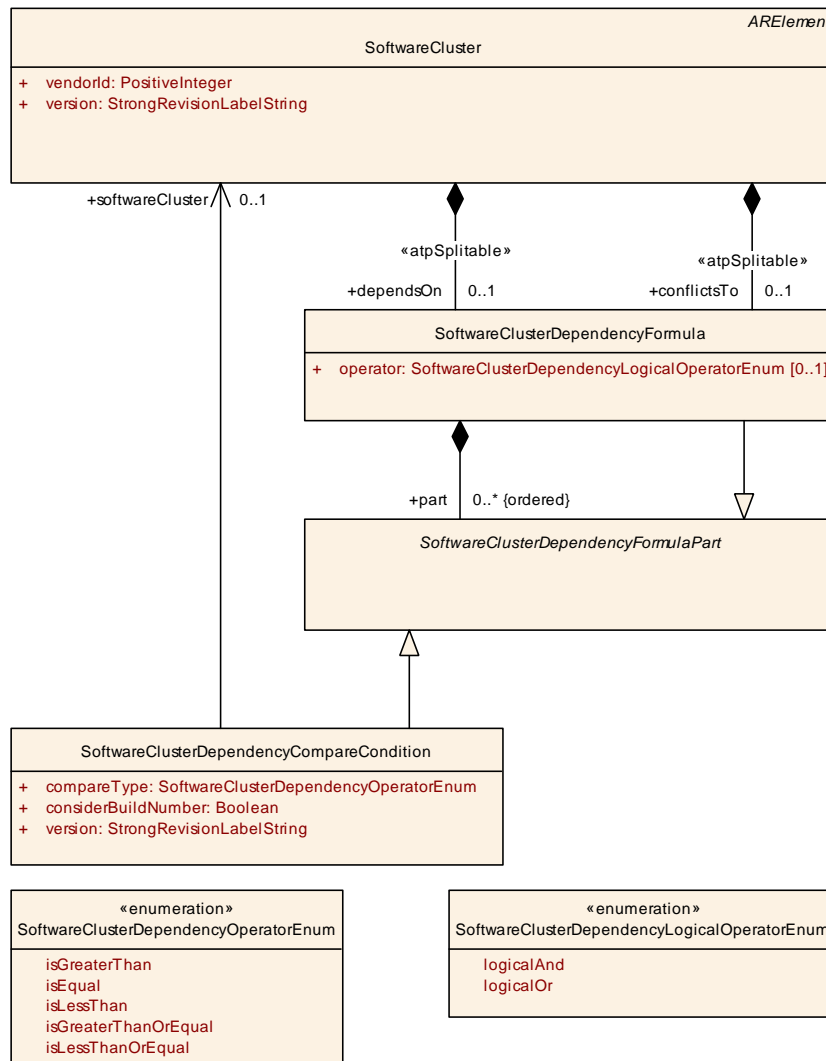 ARElemen
SoftwareCluster
+ vendorId: PositiveInteger
+ version: StrongRevisionLabelString
+softwareCluster 0..1
«atpSplitable»
«atpSplitable»
+dependsOn 0..1
+conflictsTo 0..1
SoftwareClusterDependencyFormula
+ operator: SoftwareClusterDependencyLogicalOperatorEnum [0..1]
+part 0..* {ordered}
SoftwareClusterDependencyFormulaPart
SoftwareClusterDependencyCompareCondition
+ compareType: SoftwareClusterDependencyOperatorEnum
+ considerBuildNumber: Boolean
+ version: StrongRevisionLabelString
«enumeration»
SoftwareClusterDependencyOperatorEnum
isGreaterThan
isEqual
isLessThan
isGreaterThanOrEqual
isLessThanOrEqual
«enumeration»
SoftwareClusterDependencyLogicalOperatorEnum
logicalAnd
logicalOr